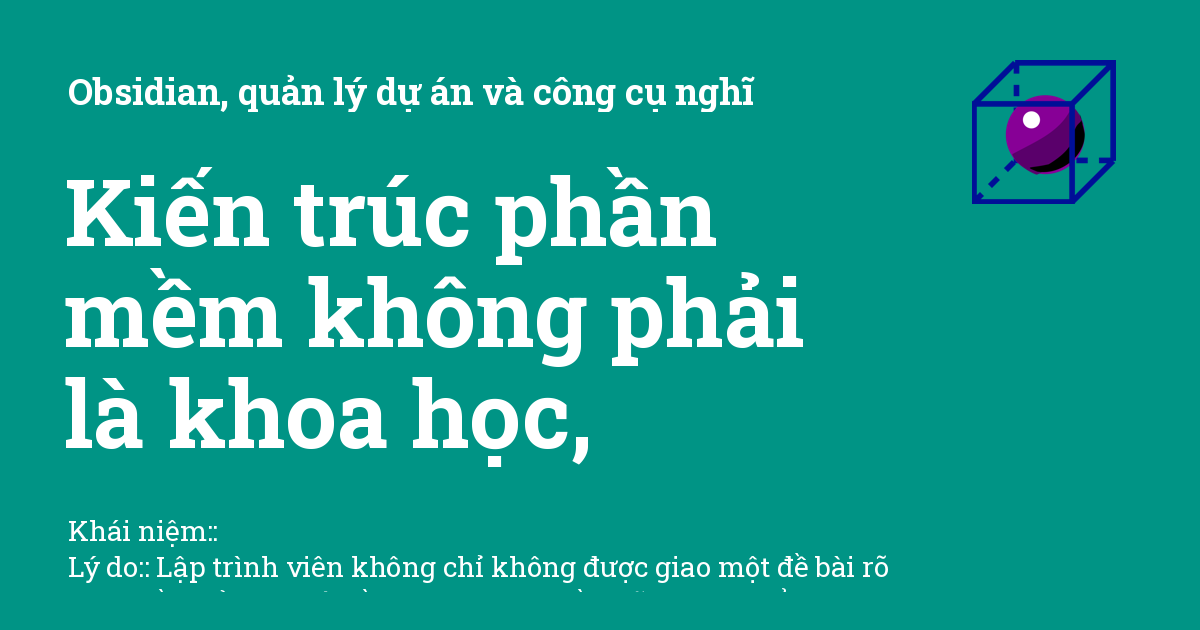 Obsidian, quản lý dự án và công cụ nghĩ
Kiến trúc phần
mềm không phải
là khoa học,
Khái niệm::
Lý do:: Lập trình viên không chỉ không được giao một đề bài rõ